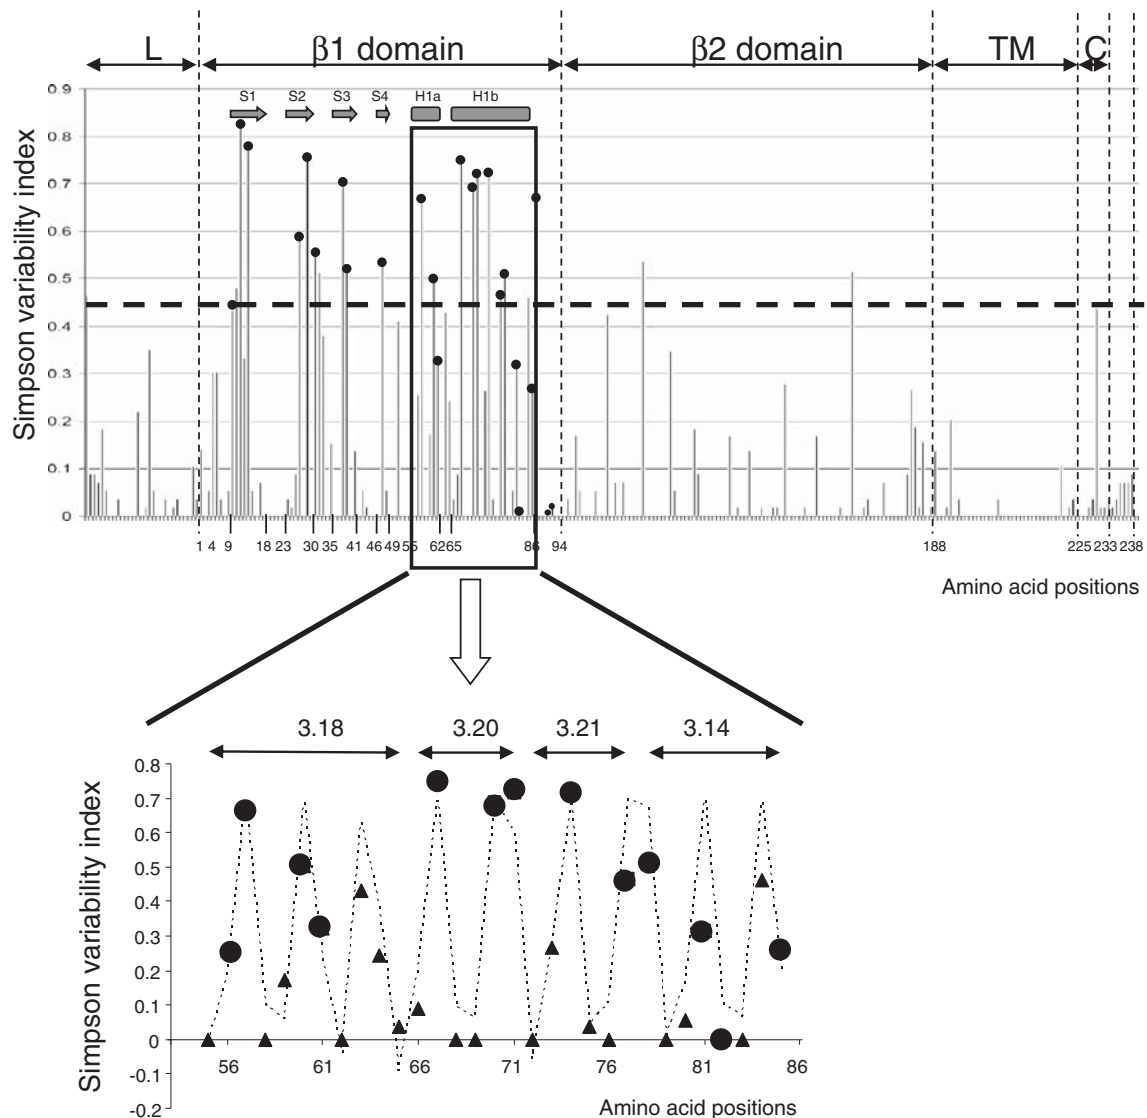 L β1 domain β2 domain TM C
S1 S2 S3 S4 H1a H1b
Simpson variability index
0.9
0.8
0.7
0.6
0.5
0.4
0.3
0.2
0.1
0
1 4 9 18 23 30 35 41 46 49 55 62 65 86 94 188 225 233 238
Amino acid positions
3.18 3.20 3.21 3.14
Simpson variability index
0.8
0.7
0.6
0.5
0.4
0.3
0.2
0.1
0
-0.1
-0.2
56 61 66 71 76 81 86
Amino acid positions